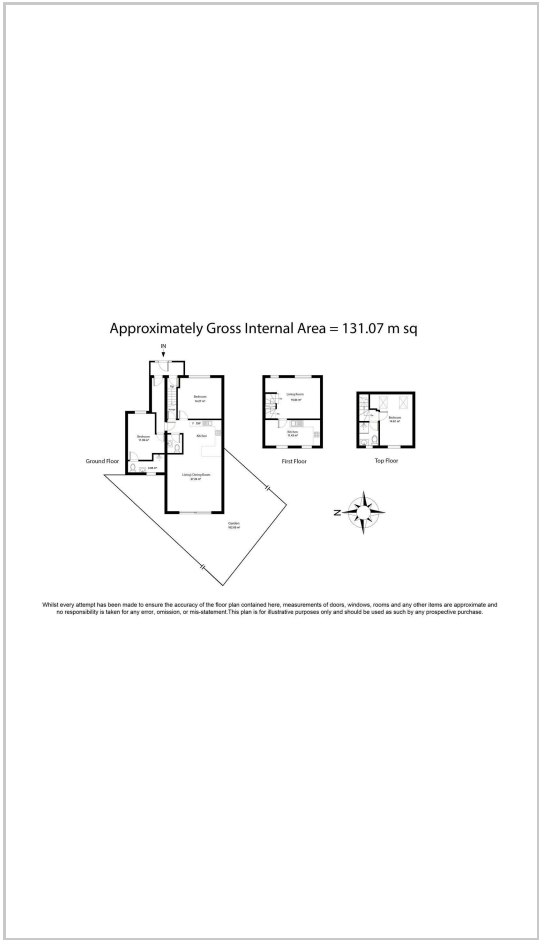 Approximately Gross Internal Area = 131.07 m sq
IN
Bedroom
Kitchen
Bedroom
Ground Floor
Living / Dining Room
Garden
Living Room
Kitchen
First Floor
Bedroom
Top Floor
N
Whilst every attempt has been made to ensure the accuracy of the floor plan contained here, measurements of doors, windows, rooms and any other items are approximate and
no responsibility is taken for any error, omission, or mis-statement.This plan is for illustrative purposes only and should be used as such by any prospective purchase.